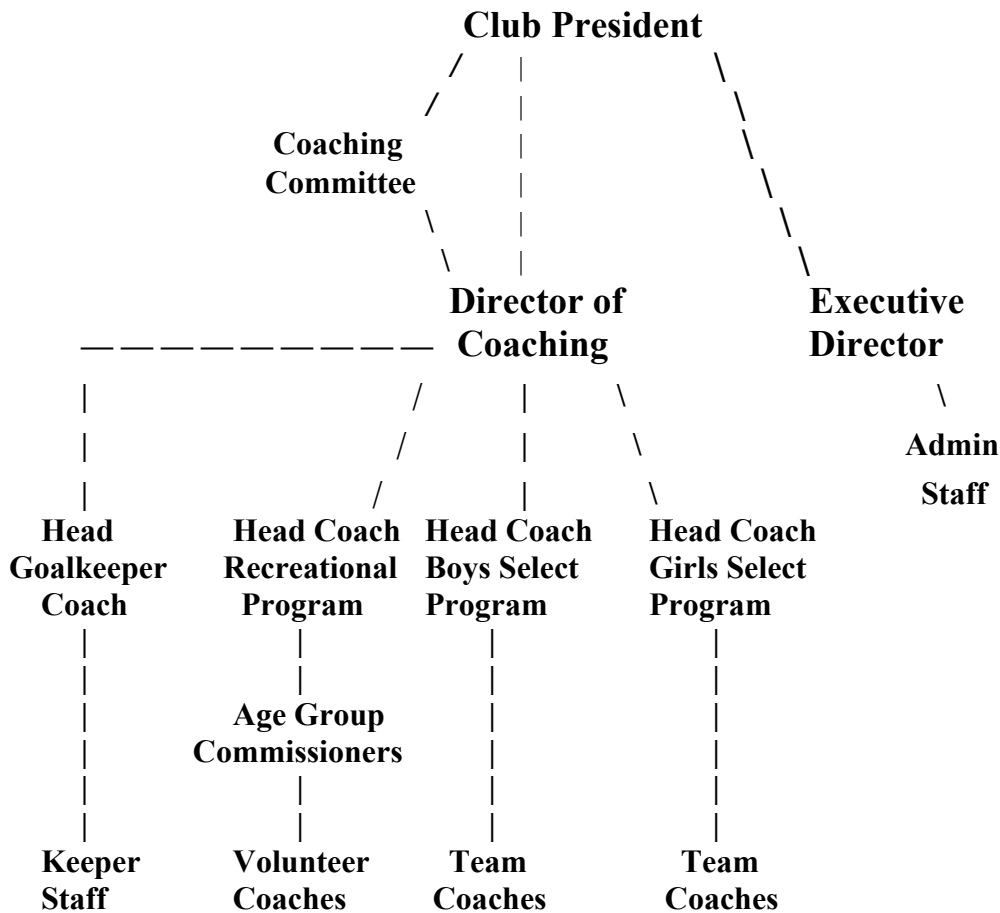 Club President
Coaching
Committee
Director of
Coaching
Executive
Director
Admin
Staff
Head
Goalkeeper
Coach
Head Coach
Recreational
Program
Head Coach
Boys Select
Program
Head Coach
Girls Select
Program
Age Group
Commissioners
Keeper
Staff
Volunteer
Coaches
Team
Coaches
Team
Coaches